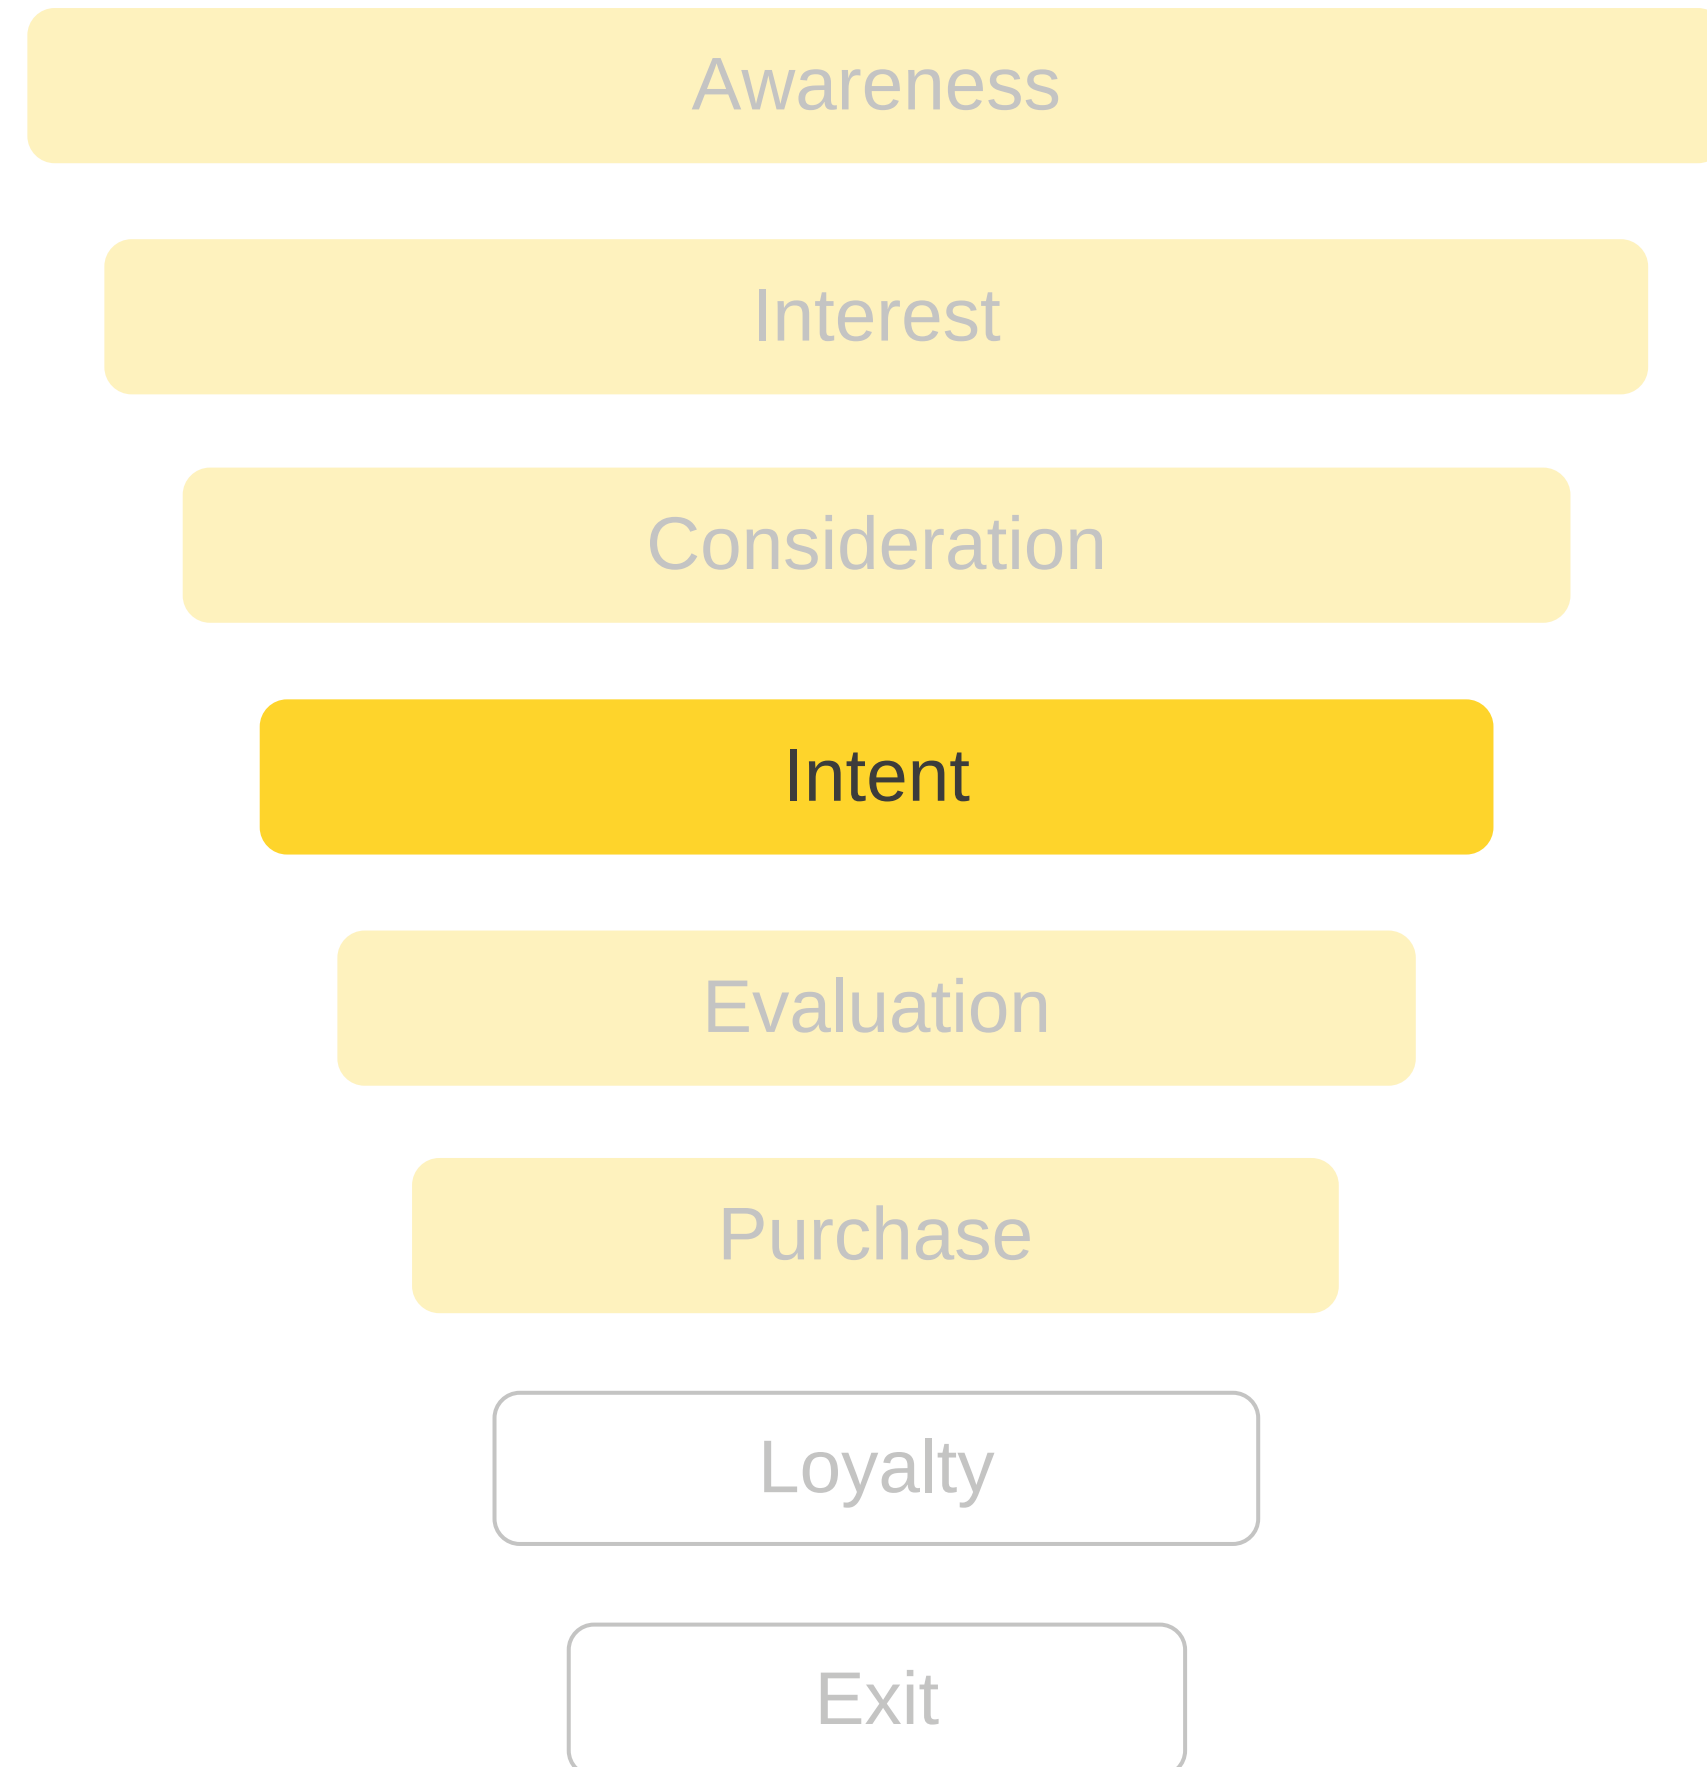 Awareness
Interest
Consideration
Intent
Evaluation
Purchase
Loyalty
Exit